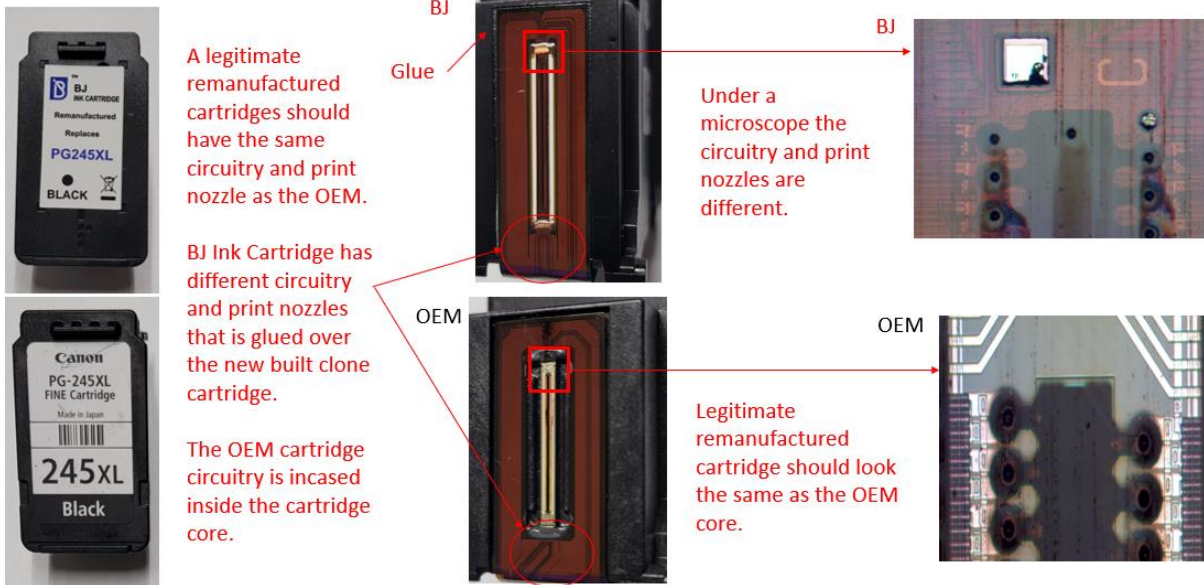 BJ
™
BJ
INK CARTRIDGE
Remanufactured
Replaces
PG245XL
BLACK
A legitimate
remanufactured
cartridges should
have the same
circuitry and print
nozzle as the OEM.
BJ Ink Cartridge has
different circuitry
and print nozzles
that is glued over
the new built clone
cartridge.
The OEM cartridge
circuitry is incased
inside the cartridge
core.
Glue
BJ
Under a
microscope the
circuitry and print
nozzles are
different.
Canon
PG-245XL
FINE Cartridge
Made in Japan
245XL
Black
OEM
OEM
Legitimate
remanufactured
cartridge should look
the same as the OEM
core.